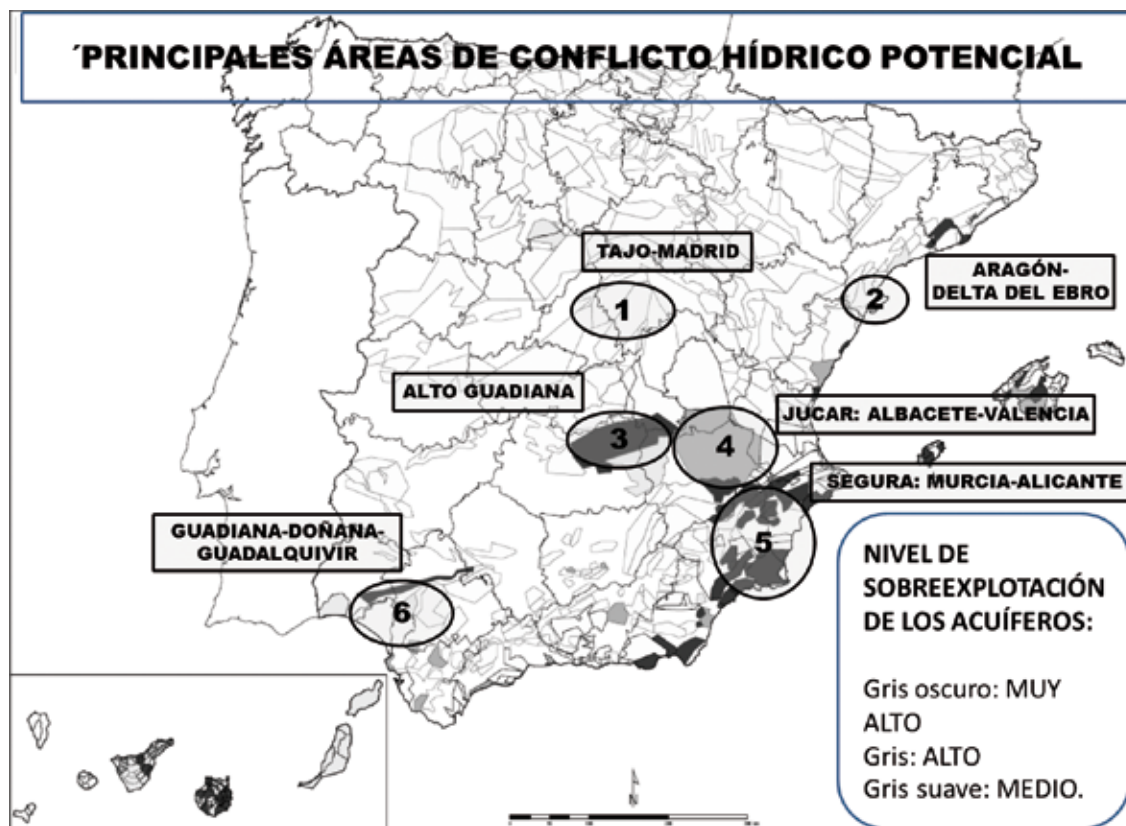 ´PRINCIPALES ÁREAS DE CONFLICTO HÍDRICO POTENCIAL
TAJO-MADRID
1
2
ARAGÓN-
DELTA DEL EBRO
ALTO GUADIANA
3
4
JUCAR: ALBACETE-VALENCIA
SEGURA: MURCIA-ALICANTE
5
GUADIANA-DOÑANA-
GUADALQUIVIR
6
NIVEL DE
SOBREEXPLOTACIÓN
DE LOS ACUÍFEROS:
Gris oscuro: MUY
ALTO
Gris: ALTO
Gris suave: MEDIO.
N